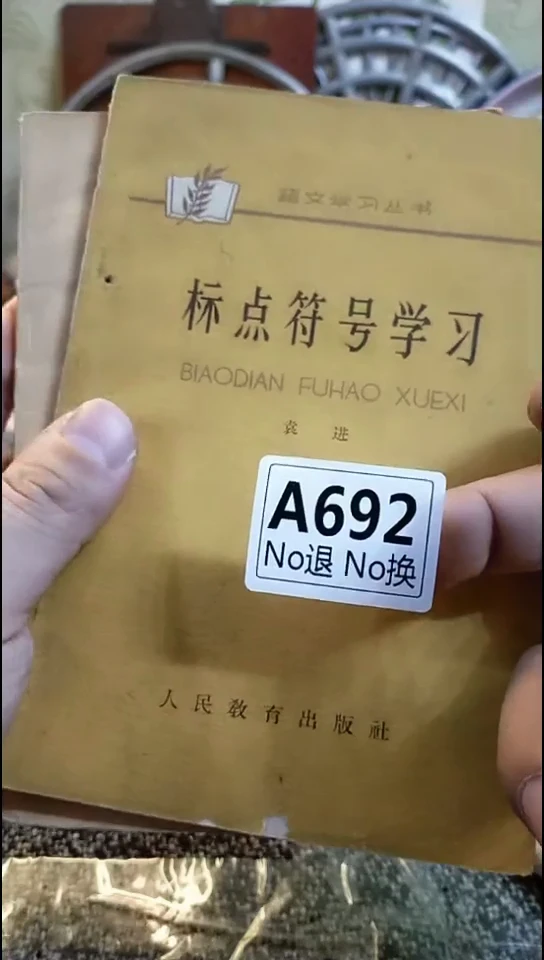 語文学习丛书
标点符号学习
BIAODIAN FUHAO XUEXI
袁 进
A692
No退 No换
人民教育出版社